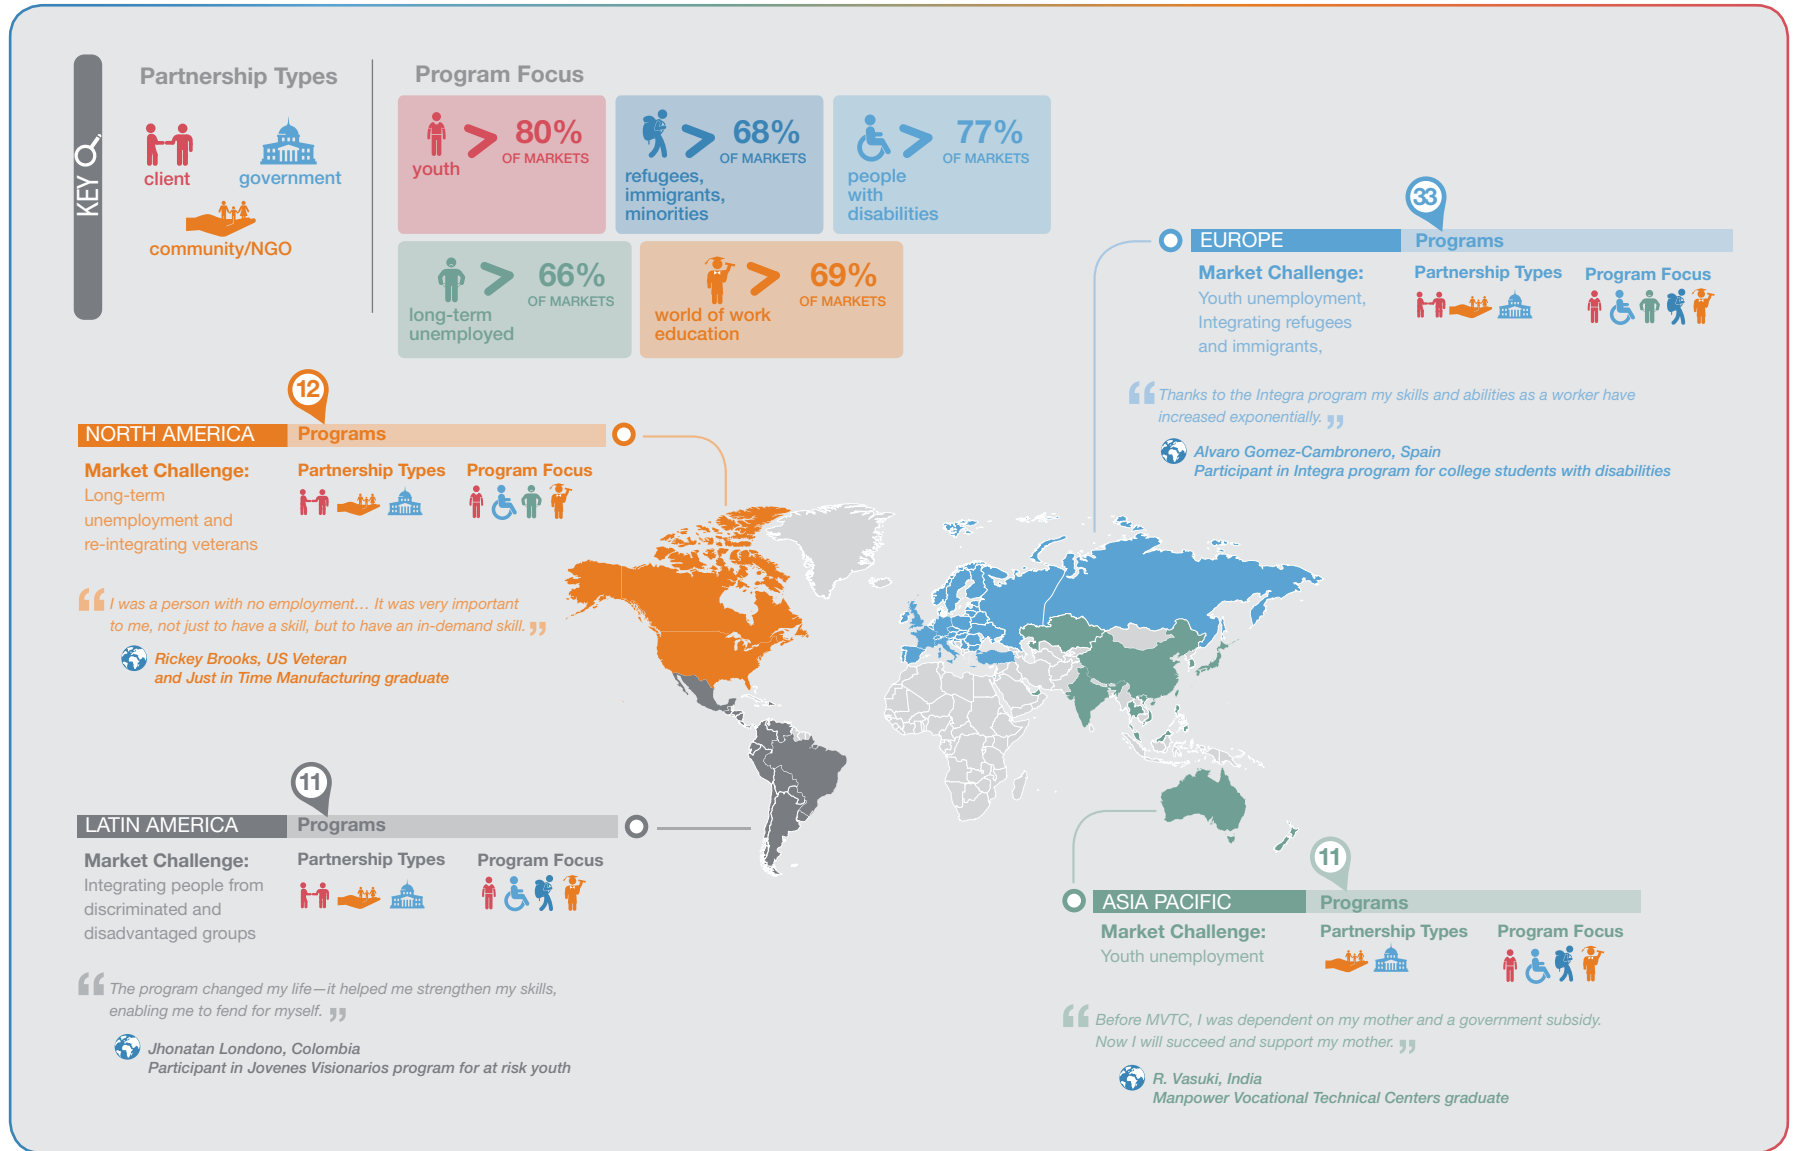 KEY
Partnership Types
client
government
community/NGO
Program Focus
youth
> 80%
OF MARKETS
refugees,
immigrants,
minorities
> 68%
OF MARKETS
people
with
disabilities
> 77%
OF MARKETS
long-term
unemployed
> 66%
OF MARKETS
world of work
education
> 69%
OF MARKETS
33
EUROPE
Programs
Market Challenge:
Youth unemployment,
Integrating refugees
and immigrants,
Partnership Types
Program Focus
“Thanks to the Integra program my skills and abilities as a worker have
increased exponentially.”
Alvaro Gomez-Cambronero, Spain
Participant in Integra program for college students with disabilities
12
NORTH AMERICA
Programs
Market Challenge:
Long-term
unemployment and
re-integrating veterans
Partnership Types
Program Focus
“I was a person with no employment… It was very important
to me, not just to have a skill, but to have an in-demand skill.”
Rickey Brooks, US Veteran
and Just in Time Manufacturing graduate
11
LATIN AMERICA
Programs
Market Challenge:
Integrating people from
discriminated and
disadvantaged groups
Partnership Types
Program Focus
“The program changed my life—it helped me strengthen my skills,
enabling me to fend for myself.”
Jhonatan Londono, Colombia
Participant in Jovenes Visionarios program for at risk youth
11
ASIA PACIFIC
Programs
Market Challenge:
Youth unemployment
Partnership Types
Program Focus
“Before MVTC, I was dependent on my mother and a government subsidy.
Now I will succeed and support my mother.”
R. Vasuki, India
Manpower Vocational Technical Centers graduate